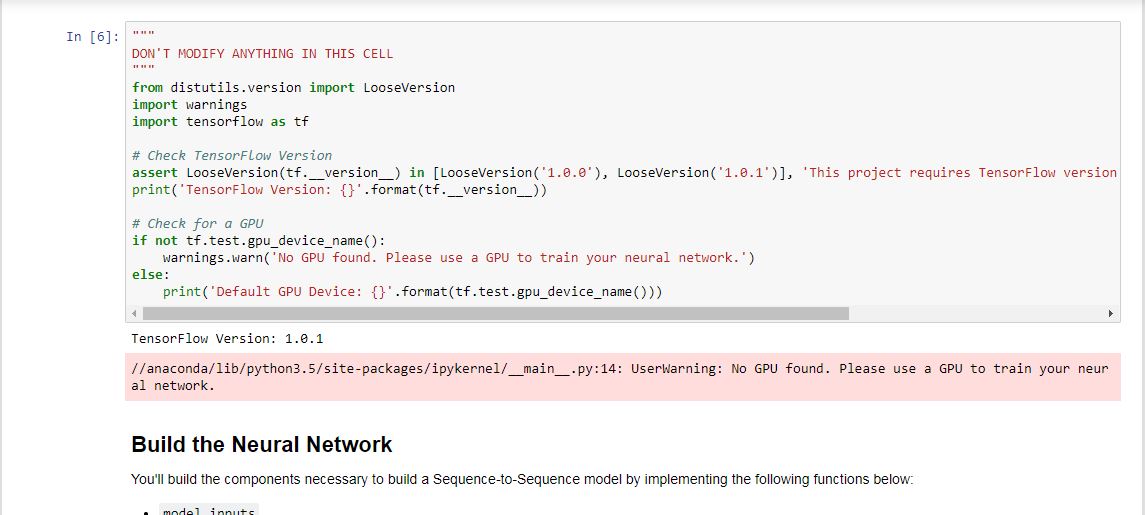 In [6]:
"""
DON'T MODIFY ANYTHING IN THIS CELL
"""
from distutils.version import LooseVersion
import warnings
import tensorflow as tf
# Check TensorFlow Version
assert LooseVersion(tf.__version__) in [LooseVersion('1.0.0'), LooseVersion('1.0.1')], 'This project requires TensorFlow version
print('TensorFlow Version: {}'.format(tf.__version__))
# Check for a GPU
if not tf.test.gpu_device_name():
    warnings.warn('No GPU found. Please use a GPU to train your neural network.')
else:
    print('Default GPU Device: {}'.format(tf.test.gpu_device_name()))
TensorFlow Version: 1.0.1
//anaconda/lib/python3.5/site-packages/ipykernel/__main__.py:14: UserWarning: No GPU found. Please use a GPU to train your neur
al network.
Build the Neural Network
You'll build the components necessary to build a Sequence-to-Sequence model by implementing the following functions below:
• model_inputs